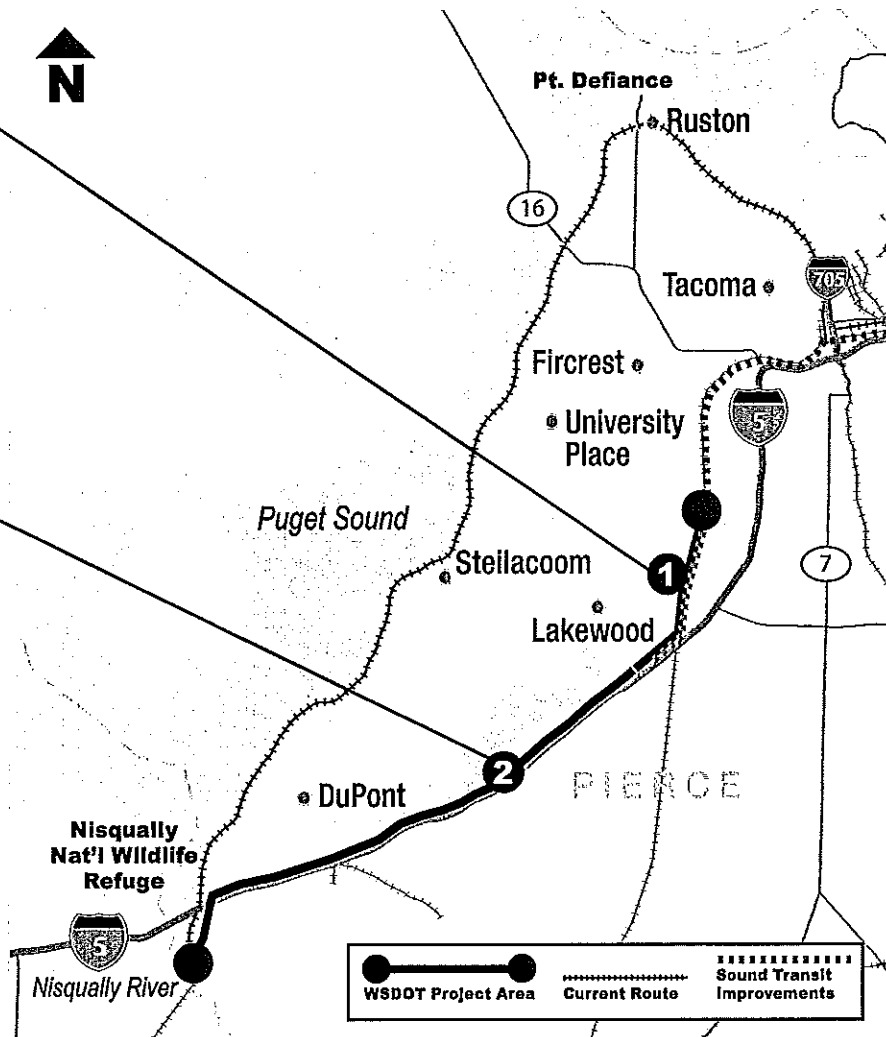 N
Pt. Defiance
Ruston
16
Tacoma
705
Fircrest
5
University
Place
Puget Sound
Steilacoom
1
7
Lakewood
2
PIERCE
DuPont
Nisqually
Nat'l Wildlife
Refuge
5
Nisqually River
WSDOT Project Area
Current Route
Sound Transit
Improvements